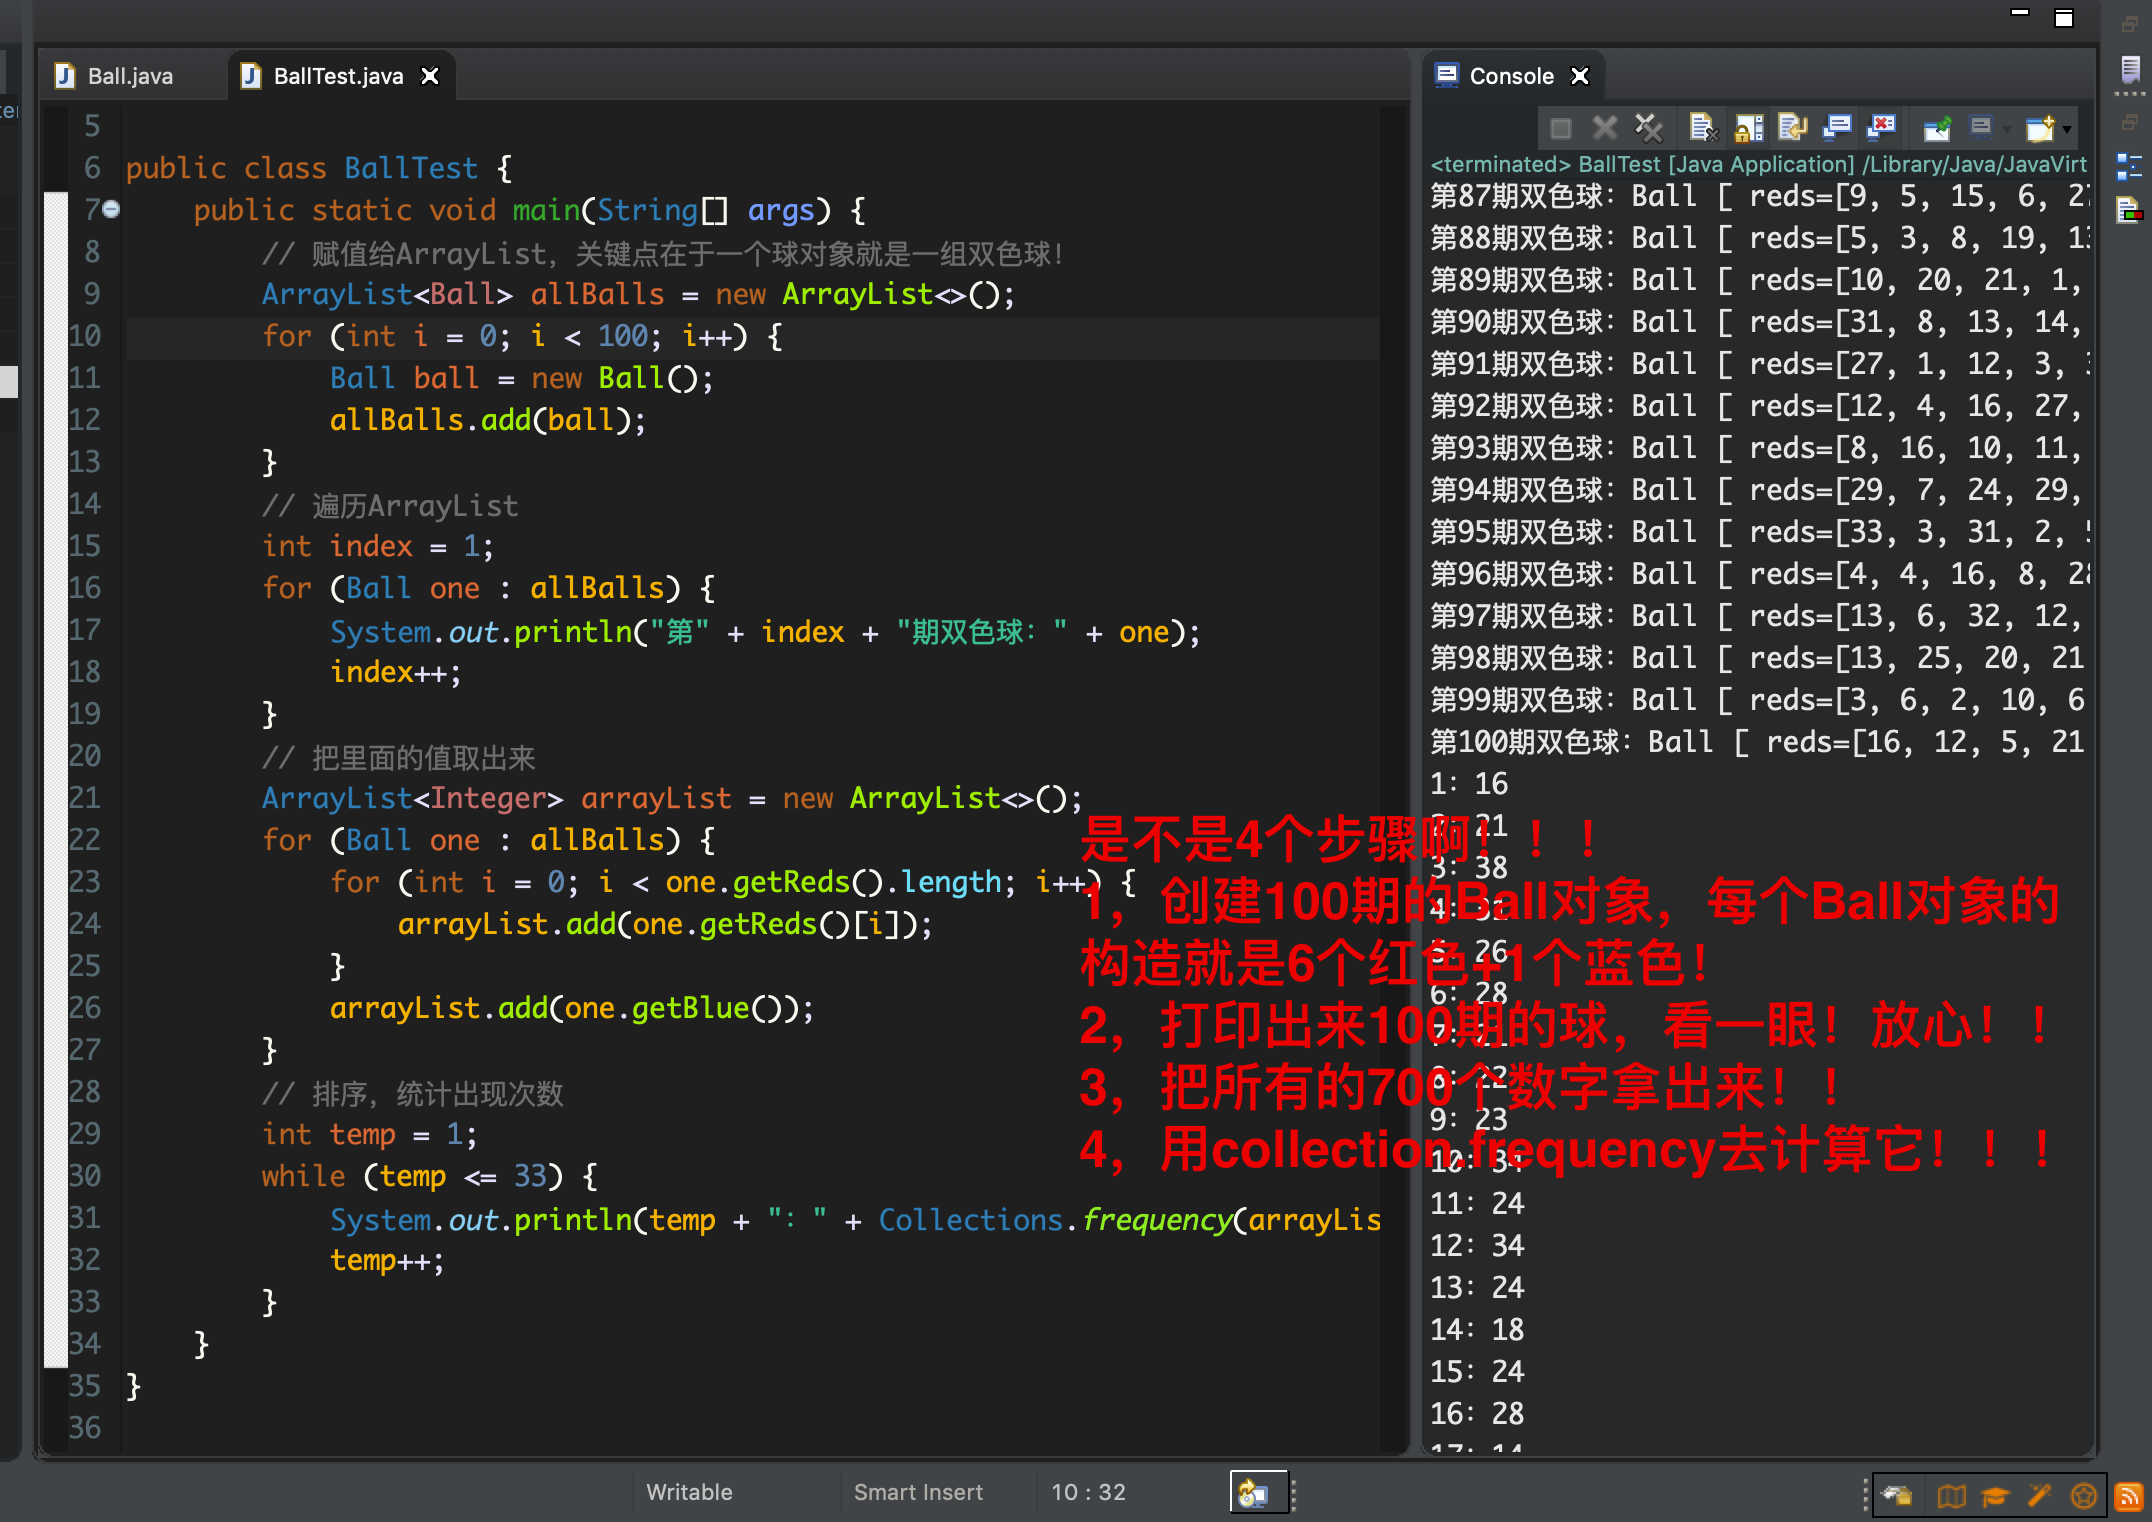 Ball.java
BallTest.java
5
6 public class BallTest {
7 public static void main(String[] args) {
8 // 赋值给ArrayList，关键点在于一个球对象就是一组双色球！
9 ArrayList<Ball> allBalls = new ArrayList<>();
10 for (int i = 0; i < 100; i++) {
11 Ball ball = new Ball();
12 allBalls.add(ball);
13 }
14 // 遍历ArrayList
15 int index = 1;
16 for (Ball one : allBalls) {
17 System.out.println("第" + index + "期双色球：" + one);
18 index++;
19 }
20 // 把里面的值取出来
21 ArrayList<Integer> arrayList = new ArrayList<>();
22 for (Ball one : allBalls) {
23 for (int i = 0; i < one.getReds().length; i++) {
24 arrayList.add(one.getReds()[i]);
25 }
26 arrayList.add(one.getBlue());
27 }
28 // 排序，统计出现次数
29 int temp = 1;
30 while (temp <= 33) {
31 System.out.println(temp + "：" + Collections.frequency(arrayLis
32 temp++;
33 }
34 }
35 }
36
Console
<terminated> BallTest [Java Application] /Library/Java/JavaVirt
第87期双色球：Ball [ reds=[9, 5, 15, 6, 27
第88期双色球：Ball [ reds=[5, 3, 8, 19, 13
第89期双色球：Ball [ reds=[10, 20, 21, 1,
第90期双色球：Ball [ reds=[31, 8, 13, 14,
第91期双色球：Ball [ reds=[27, 1, 12, 3,
第92期双色球：Ball [ reds=[12, 4, 16, 27,
第93期双色球：Ball [ reds=[8, 16, 10, 11,
第94期双色球：Ball [ reds=[29, 7, 24, 29,
第95期双色球：Ball [ reds=[33, 3, 31, 2,
第96期双色球：Ball [ reds=[4, 4, 16, 8, 28
第97期双色球：Ball [ reds=[13, 6, 32, 12,
第98期双色球：Ball [ reds=[13, 25, 20, 21
第99期双色球：Ball [ reds=[3, 6, 2, 10, 6
第100期双色球：Ball [ reds=[16, 12, 5, 21
1：16
2：21
3：38
4：
5：26
6：28
7：21
8：22
9：23
10：34
11：24
12：34
13：24
14：18
15：24
16：28
17：14
是不是4个步骤啊！！！
1，创建100期的Ball对象，每个Ball对象的
构造就是6个红色+1个蓝色！
2，打印出来100期的球，看一眼！放心！！
3，把所有的700个数字拿出来！！
4，用collection.frequency去计算它！！！
Writable
Smart Insert
10 : 32